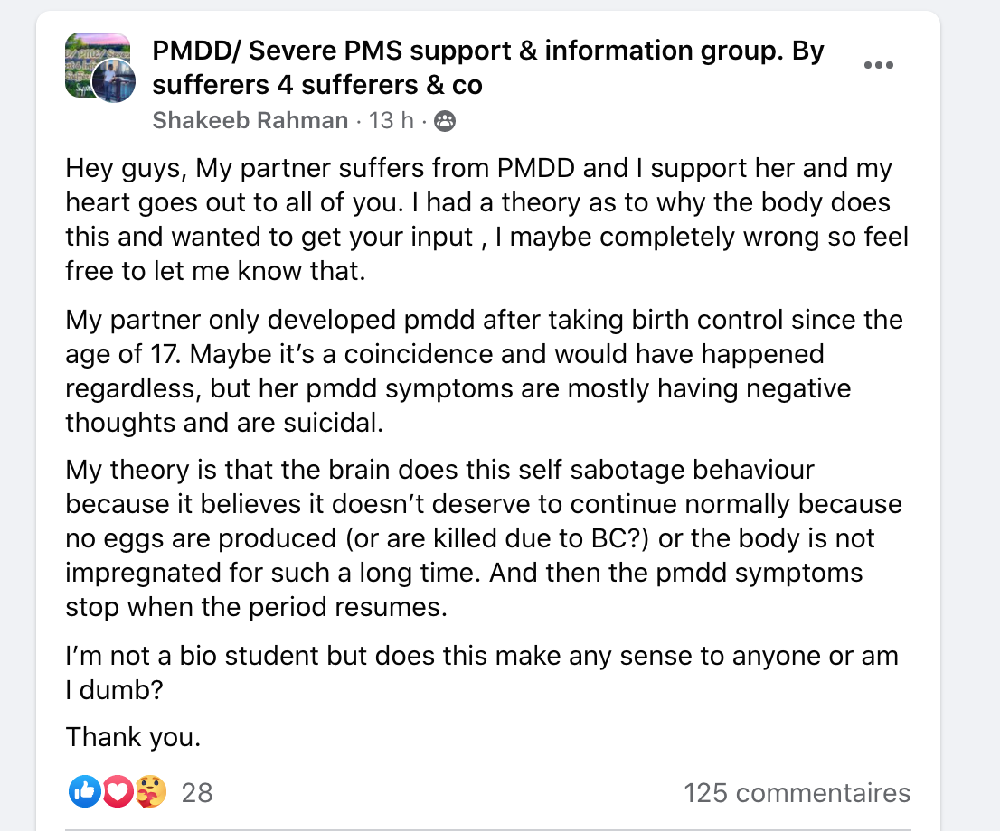 PMDD/ Severe PMS support & information group. By
sufferers 4 sufferers & co
Shakeeb Rahman · 13 h ·
Hey guys, My partner suffers from PMDD and I support her and my
heart goes out to all of you. I had a theory as to why the body does
this and wanted to get your input , I maybe completely wrong so feel
free to let me know that.
My partner only developed pmdd after taking birth control since the
age of 17. Maybe it’s a coincidence and would have happened
regardless, but her pmdd symptoms are mostly having negative
thoughts and are suicidal.
My theory is that the brain does this self sabotage behaviour
because it believes it doesn’t deserve to continue normally because
no eggs are produced (or are killed due to BC?) or the body is not
impregnated for such a long time. And then the pmdd symptoms
stop when the period resumes.
I’m not a bio student but does this make any sense to anyone or am
I dumb?
Thank you.
28
125 commentaires